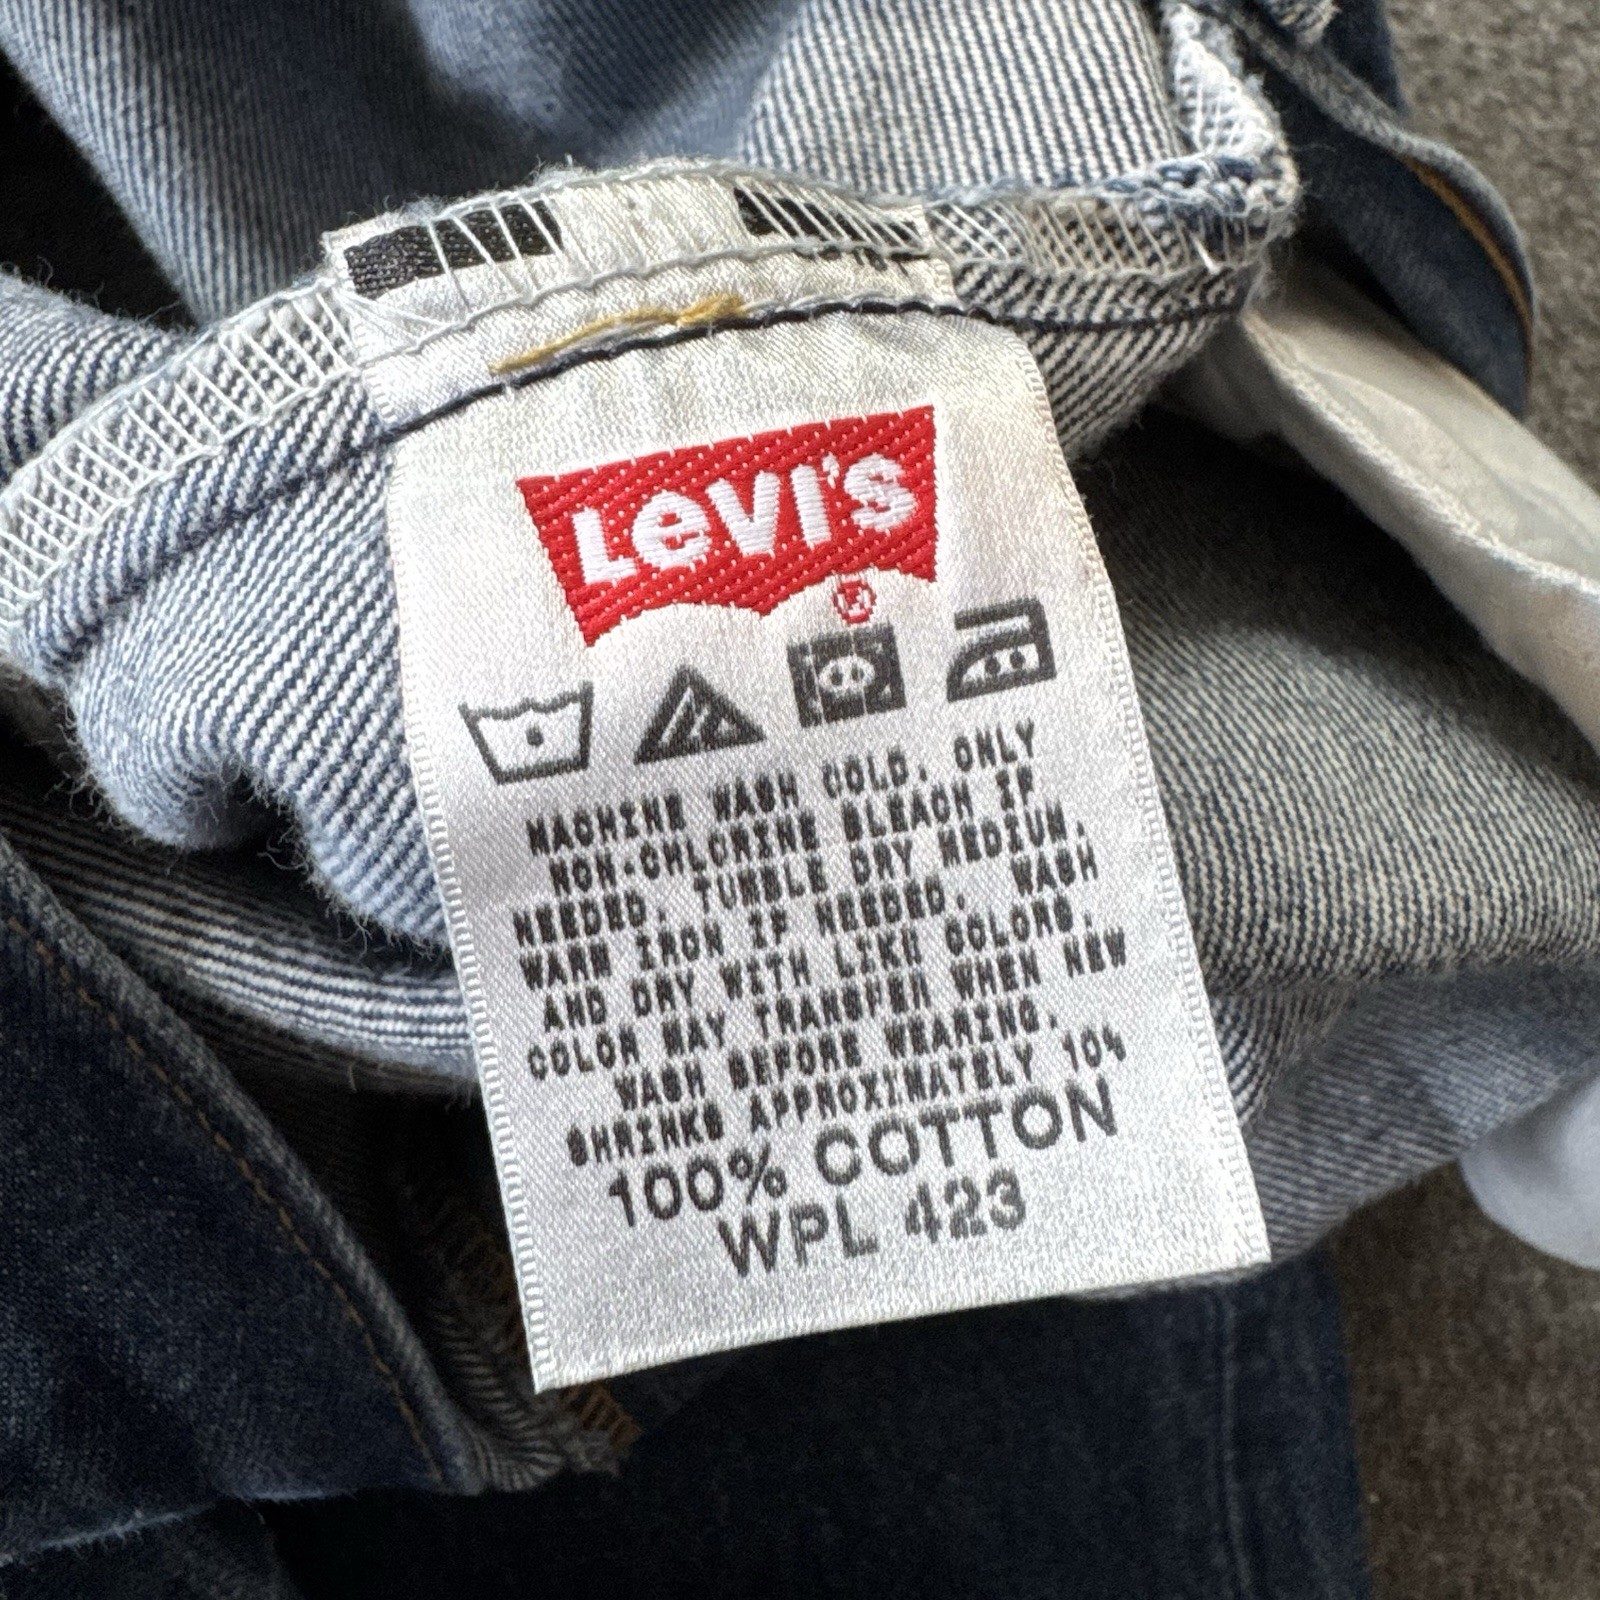 LEVI'S
MACHINE WASH COLD. ONLY
NON-CHLORINE BLEACH IF
NEEDED. TUMBLE DRY MEDIUM.
WARM IRON IF NEEDED. WASH
AND DRY WITH LIKE COLORS.
COLOR MAY TRANSFER WHEN NEW
WASH BEFORE WEARING.
SHRINKS APPROXIMATELY 10%
100% COTTON
WPL 423